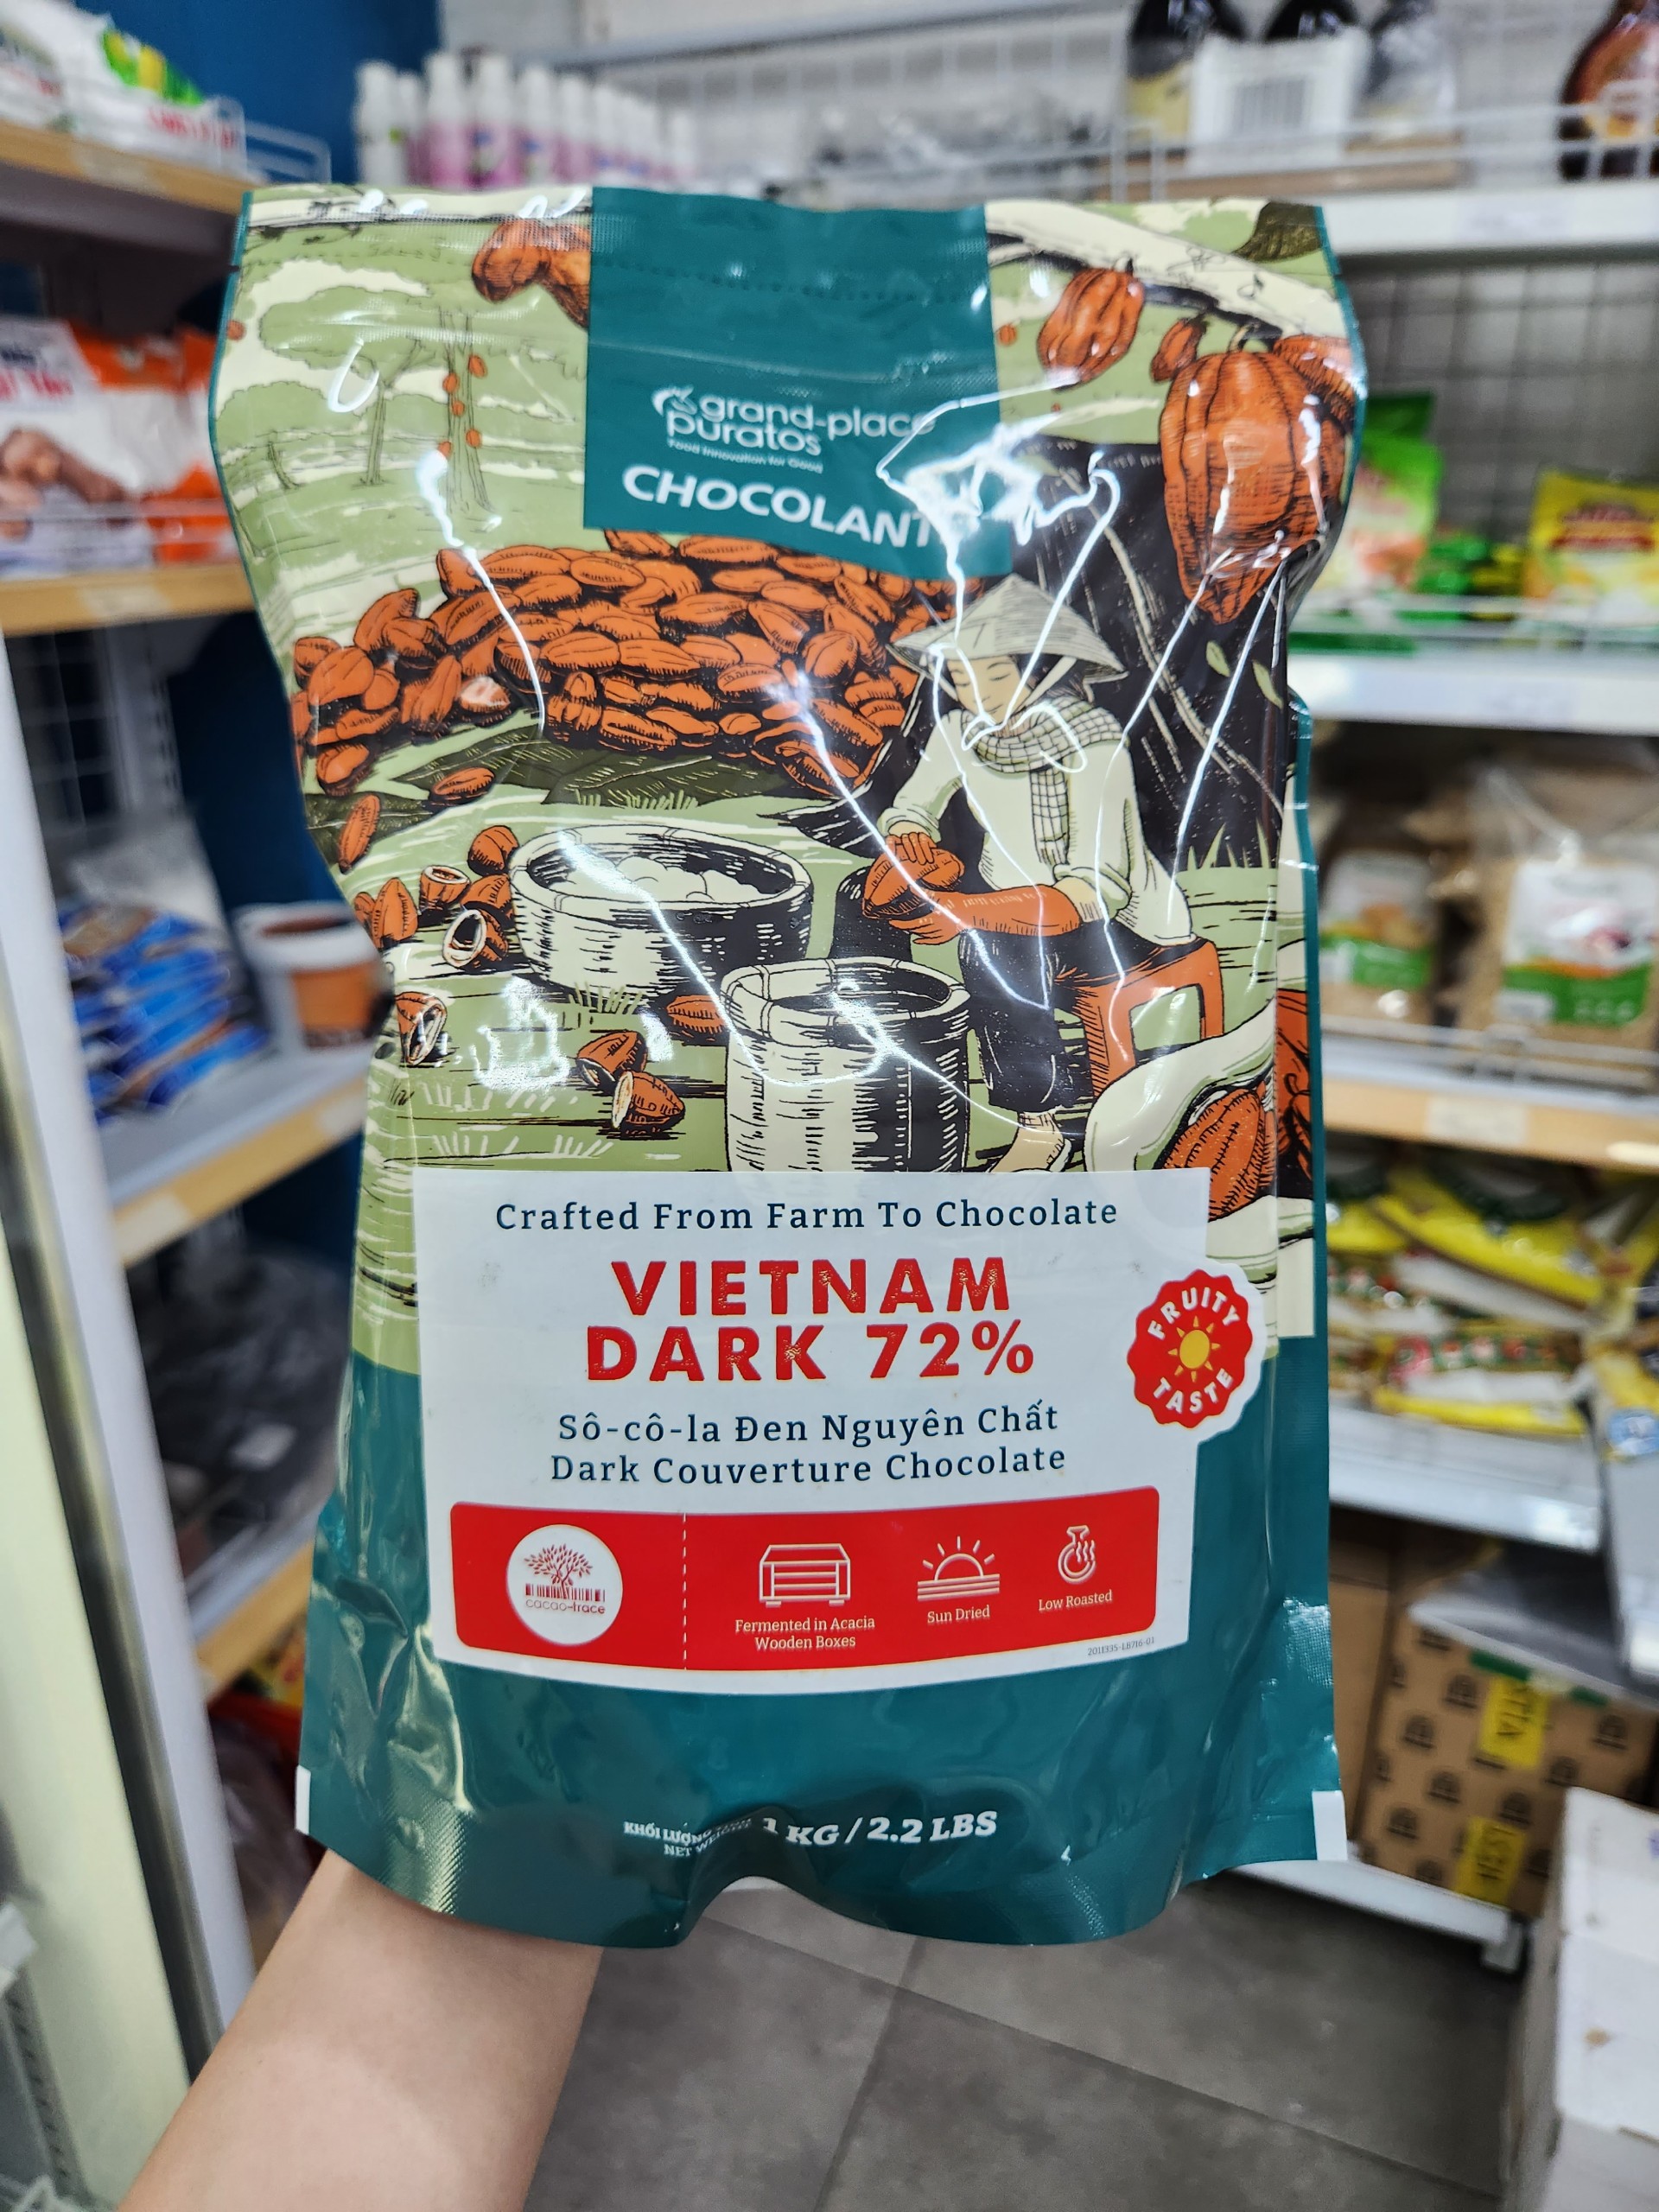 grand-place
puratos
Food Innovation for Good
CHOCOLANT
Crafted From Farm To Chocolate
VIETNAM
DARK 72%
FRUITY
TASTE
Sô-cô-la Đen Nguyên Chất
Dark Couverture Chocolate
cacao-trace
Fermented in Acacia
Wooden Boxes
Sun Dried
Low Roasted
KHỐI LƯỢNG
NET WEIGHT
1 KG / 2.2 LBS